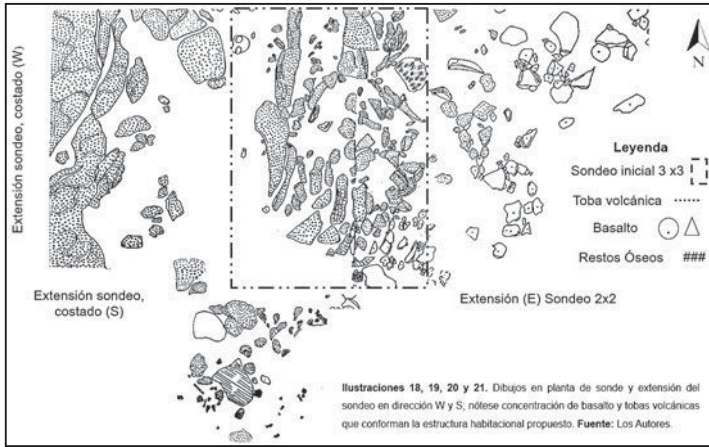 Extensión sondeo, costado (W)
N
Leyenda
Sondeo inicial 3 x3
Toba volcánica
Basalto
Restos Óseos ###
Extensión sondeo,
costado (S)
Extensión (E) Sondeo 2x2
Ilustraciones 18, 19, 20 y 21. Dibujos en planta de sonde y extensión del
sondeo en dirección W y S; nótese concentración de basalto y tobas volcánicas
que conforman la estructura habitacional propuesto. Fuente: Los Autores.